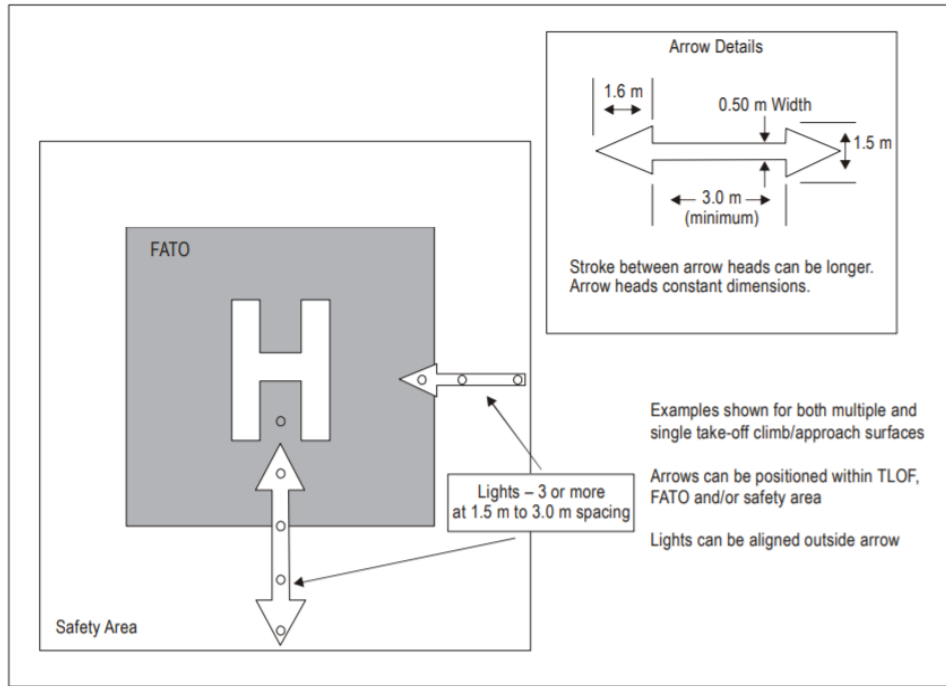 Arrow Details
1.6 m
0.50 m Width
1.5 m
3.0 m
(minimum)
Stroke between arrow heads can be longer.
Arrow heads constant dimensions.
FATO
H
Examples shown for both multiple and
single take-off climb/approach surfaces
Arrows can be positioned within TLOF,
FATO and/or safety area
Lights can be aligned outside arrow
Lights – 3 or more
at 1.5 m to 3.0 m spacing
Safety Area